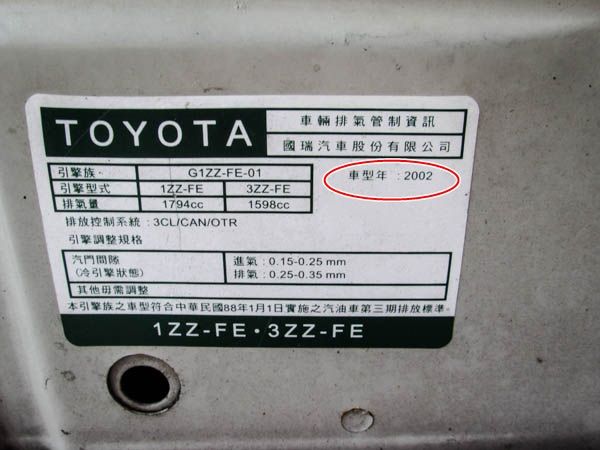 TOYOTA
車輛排氣管制資訊
國瑞汽車股份有限公司
引擎族 G1ZZ-FE-01
車型年：2002
引擎型式 1ZZ-FE 3ZZ-FE
排氣量 1794cc 1598cc
排放控制系統：3CL/CAN/OTR
引擎調整規格
汽門間隙 進氣：0.15-0.25 mm
(冷引擎狀態) 排氣：0.25-0.35 mm
其他毋需調整
本引擎族之車型符合中華民國88年1月1日實施之汽油車第三期排放標準。
1ZZ-FE・3ZZ-FE